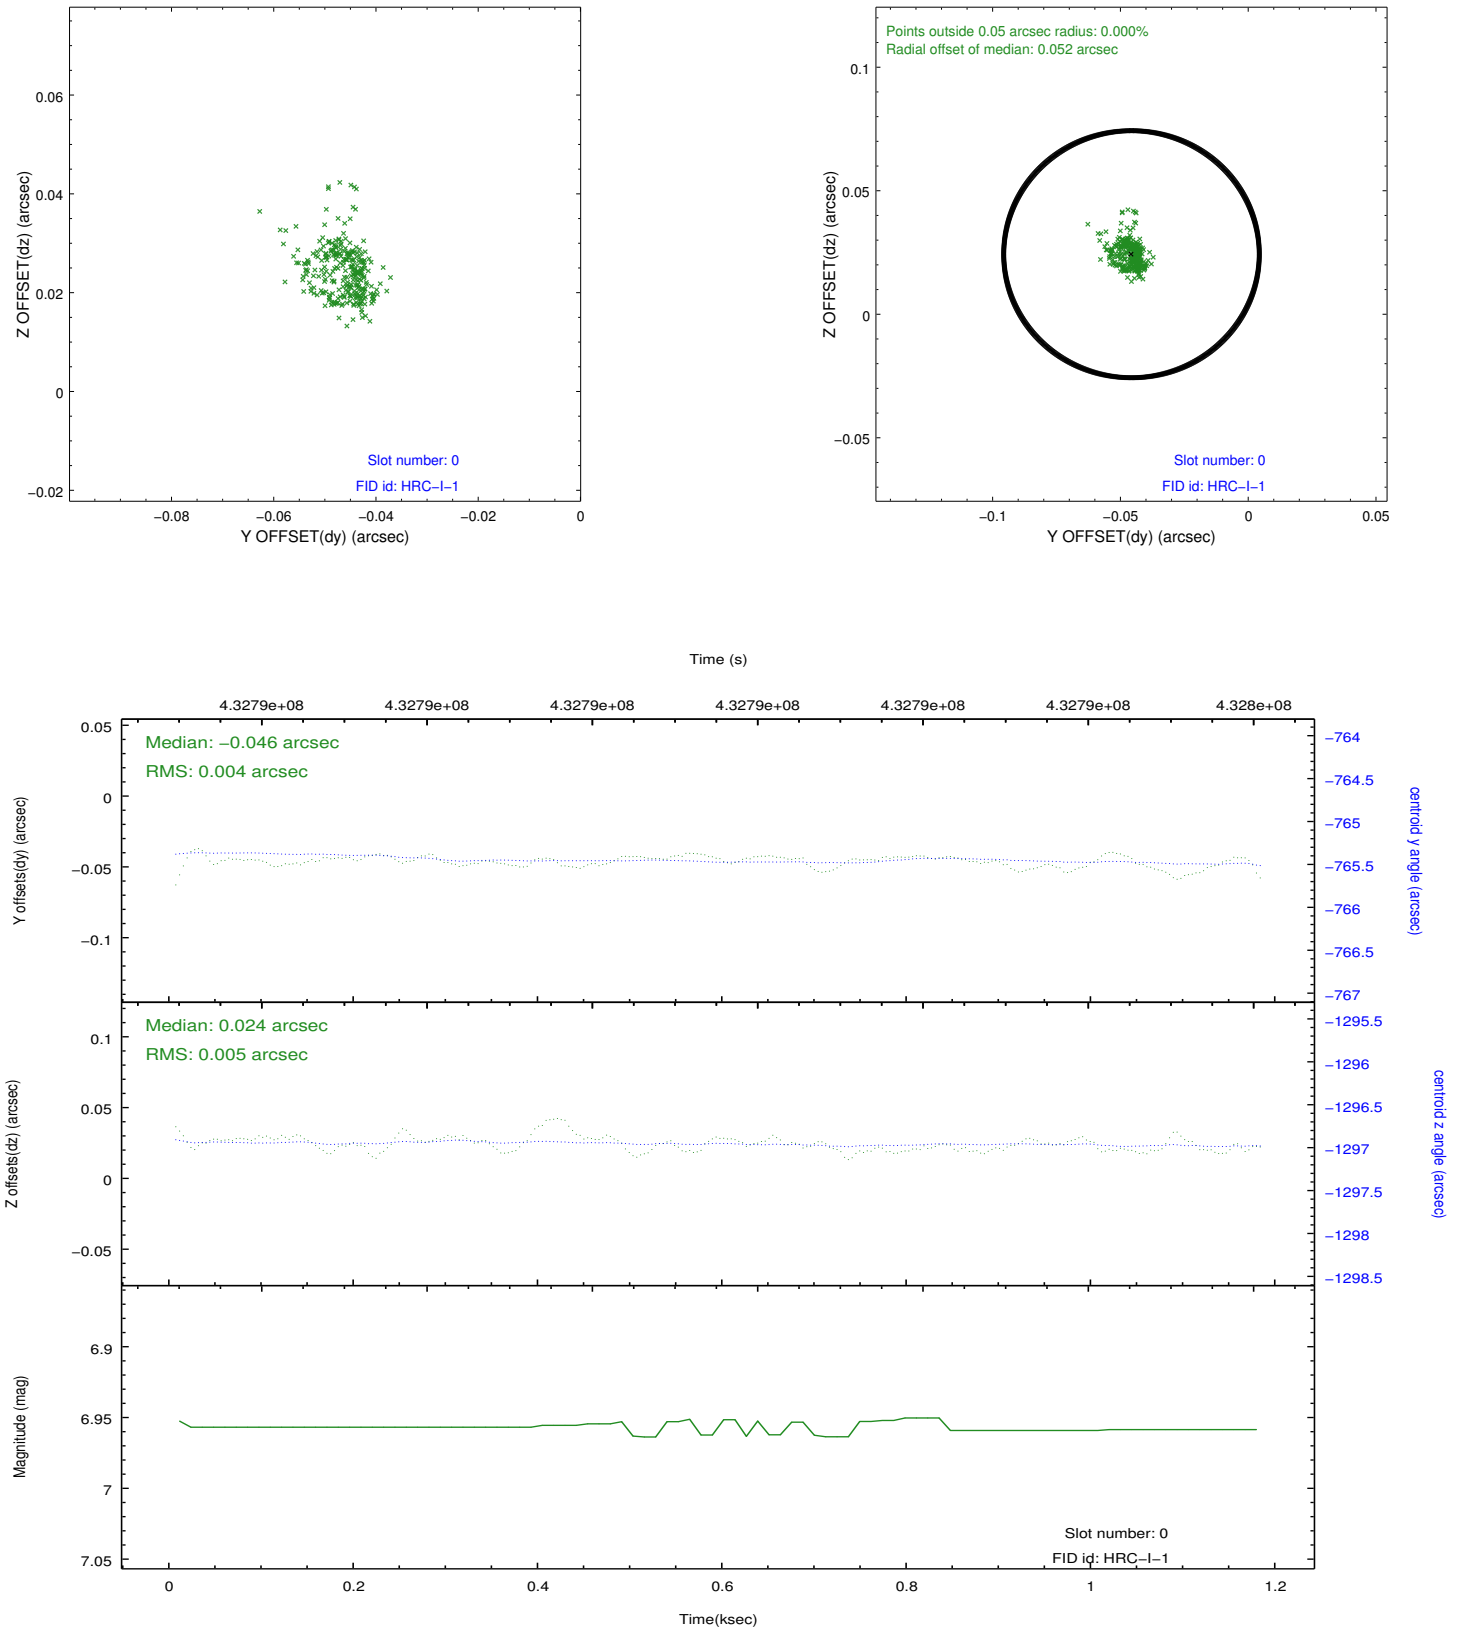 0.06
0.04
0.02
0
−0.02
Z OFFSET(dz) (arcsec)
Slot number: 0
FID id: HRC−I−1
−0.08 −0.06 −0.04 −0.02 0
Y OFFSET(dy) (arcsec)
Points outside 0.05 arcsec radius: 0.000%
Radial offset of median: 0.052 arcsec
0.1
0.05
0
−0.05
Z OFFSET(dz) (arcsec)
Slot number: 0
FID id: HRC−I−1
−0.1 −0.05 0 0.05
Y OFFSET(dy) (arcsec)
Time (s)
4.3279e+08 4.3279e+08 4.3279e+08 4.3279e+08 4.3279e+08 4.3279e+08 4.328e+08
Median: −0.046 arcsec
RMS: 0.004 arcsec
0.05
0
−0.05
−0.1
Y offsets(dy) (arcsec)
−764
−764.5
−765
−765.5
−766
−766.5
−767
centroid y angle (arcsec)
Median: 0.024 arcsec
RMS: 0.005 arcsec
0.1
0.05
0
−0.05
Z offsets(dz) (arcsec)
−1295.5
−1296
−1296.5
−1297
−1297.5
−1298
−1298.5
centroid z angle (arcsec)
6.9
6.95
7
7.05
Magnitude (mag)
Slot number: 0
FID id: HRC−I−1
0 0.2 0.4 0.6 0.8 1 1.2
Time(ksec)